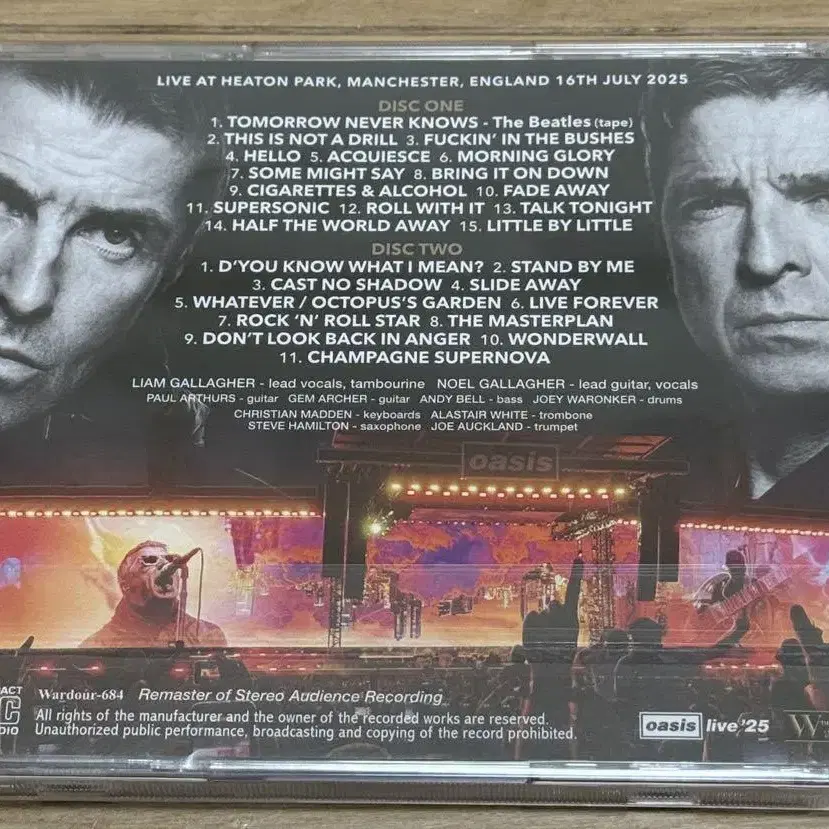 LIVE AT HEATON PARK, MANCHESTER, ENGLAND 16TH JULY 2025
DISC ONE
1. TOMORROW NEVER KNOWS - The Beatles (tape)
2. THIS IS NOT A DRILL 3. FUCKIN' IN THE BUSHES
4. HELLO 5. ACQUIESCE 6. MORNING GLORY
7. SOME MIGHT SAY 8. BRING IT ON DOWN
9. CIGARETTES & ALCOHOL 10. FADE AWAY
11. SUPERSONIC 12. ROLL WITH IT 13. TALK TONIGHT
14. HALF THE WORLD AWAY 15. LITTLE BY LITTLE
DISC TWO
1. D'YOU KNOW WHAT I MEAN? 2. STAND BY ME
3. CAST NO SHADOW 4. SLIDE AWAY
5. WHATEVER / OCTOPUS'S GARDEN 6. LIVE FOREVER
7. ROCK 'N' ROLL STAR 8. THE MASTERPLAN
9. DON'T LOOK BACK IN ANGER 10. WONDERWALL
11. CHAMPAGNE SUPERNOVA
LIAM GALLAGHER - lead vocals, tambourine NOEL GALLAGHER - lead guitar, vocals
PAUL ARTHURS - guitar GEM ARCHER - guitar ANDY BELL - bass JOEY WARONKER - drums
CHRISTIAN MADDEN - keyboards ALASTAIR WHITE - trombone
STEVE HAMILTON - saxophone JOE AUCKLAND - trumpet
oasis
Wardour-684 Remaster of Stereo Audience Recording
All rights of the manufacturer and the owner of the recorded works are reserved.
Unauthorized public performance, broadcasting and copying of the record prohibited.
oasis live '25